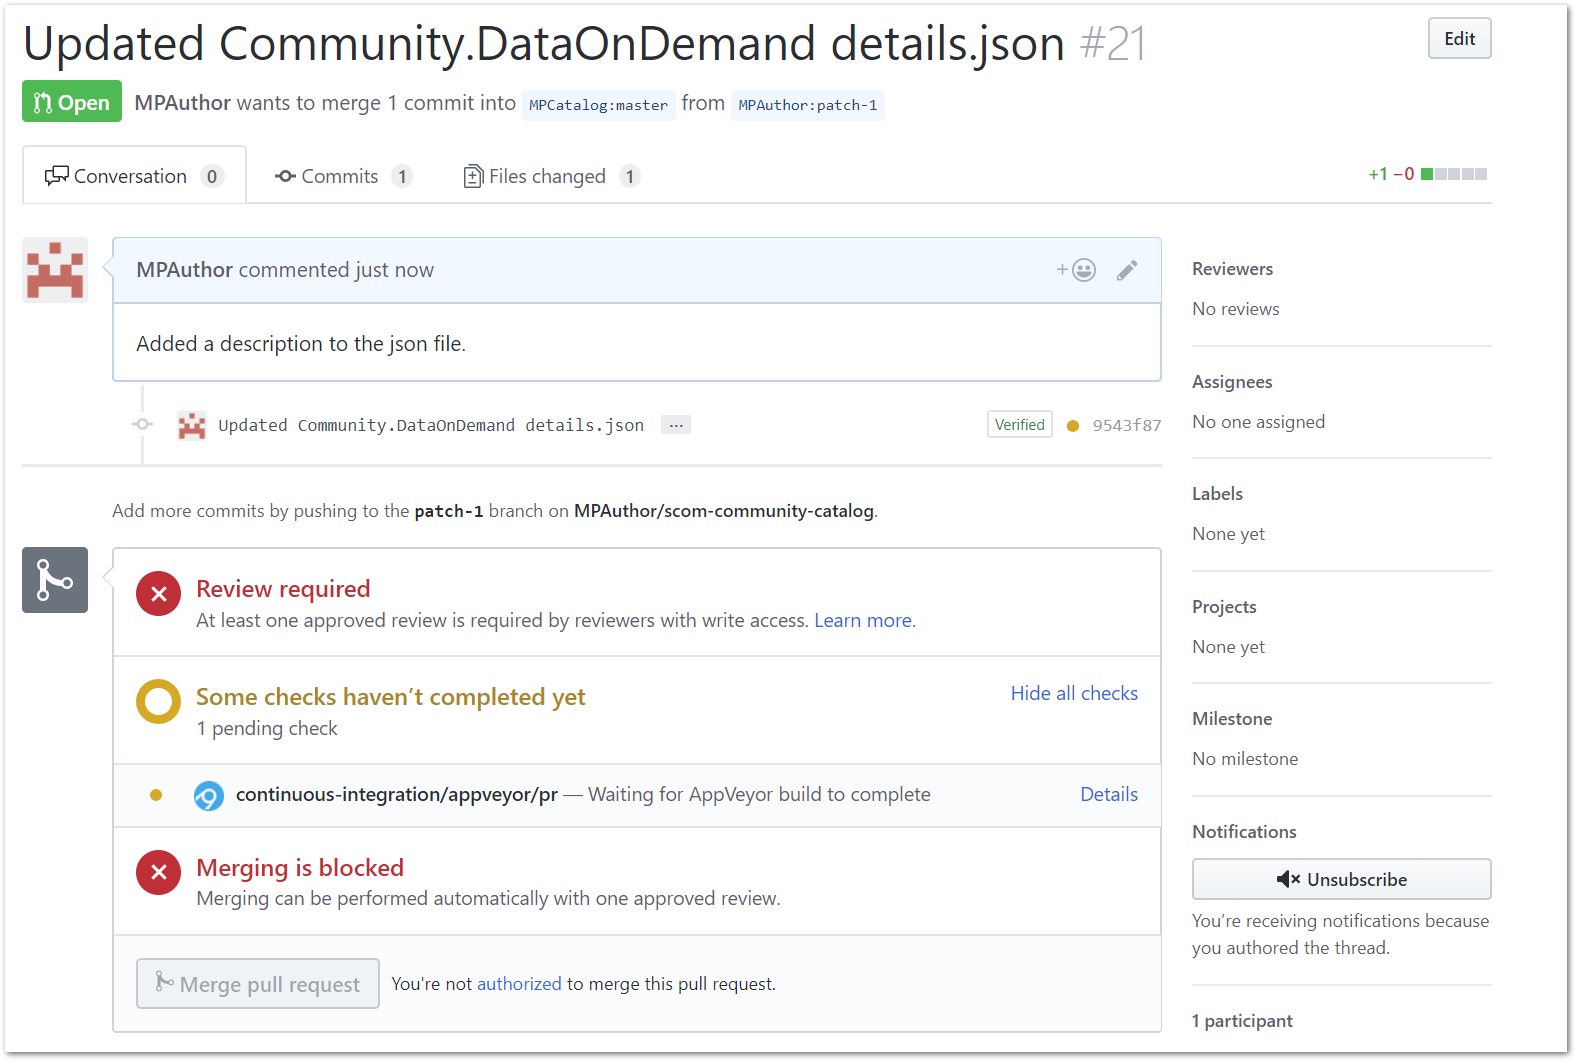 Updated Community.DataOnDemand details.json #21
Edit
Open MPAuthor wants to merge 1 commit into MPCatalog:master from MPAuthor:patch-1
Conversation 0 Commits 1 Files changed 1
+1 −0
MPAuthor commented just now
+
Added a description to the json file.
Updated Community.DataOnDemand details.json ... Verified 9543f87
Add more commits by pushing to the patch-1 branch on MPAuthor/scom-community-catalog.
Review required
At least one approved review is required by reviewers with write access. Learn more.
Some checks haven’t completed yet
Hide all checks
1 pending check
continuous-integration/appveyor/pr — Waiting for AppVeyor build to complete Details
Merging is blocked
Merging can be performed automatically with one approved review.
Merge pull request You're not authorized to merge this pull request.
Reviewers
No reviews
Assignees
No one assigned
Labels
None yet
Projects
None yet
Milestone
No milestone
Notifications
Unsubscribe
You’re receiving notifications because
you authored the thread.
1 participant